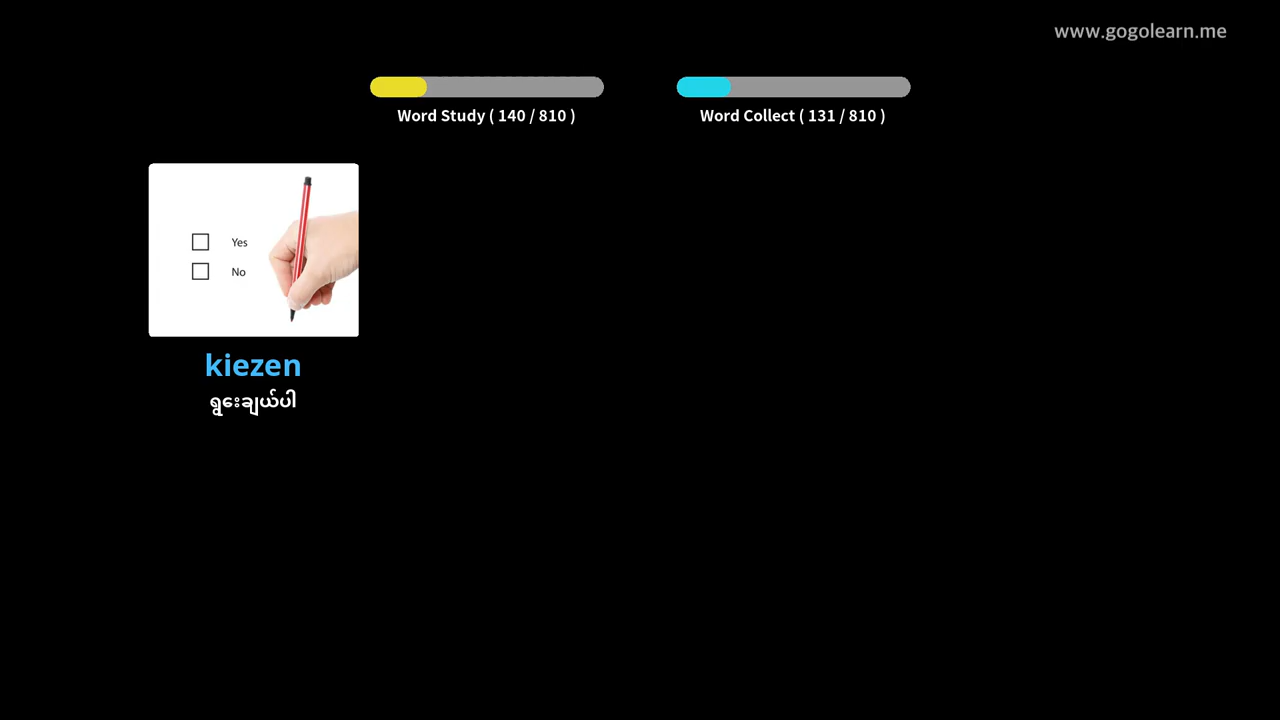 www.gogolearn.me
Word Study ( 140 / 810 )
Word Collect ( 131 / 810 )
Yes
No
kiezen
ရွေးချယ်ပါ